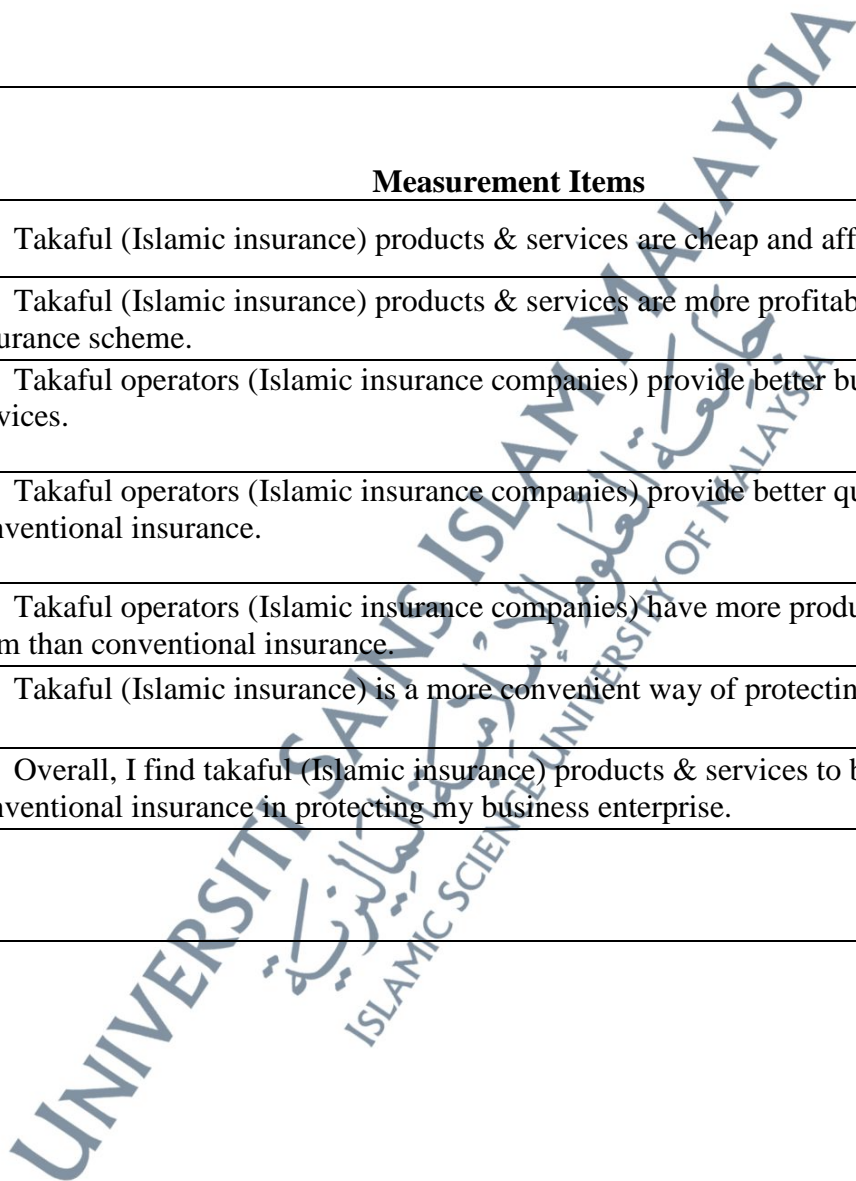 Measurement Items
Takaful (Islamic insurance) products & services are cheap and aff
Takaful (Islamic insurance) products & services are more profitab
urance scheme.
Takaful operators (Islamic insurance companies) provide better bu
vices.
Takaful operators (Islamic insurance companies) provide better qu
nventional insurance.
Takaful operators (Islamic insurance companies) have more produ
m than conventional insurance.
Takaful (Islamic insurance) is a more convenient way of protectin
Overall, I find takaful (Islamic insurance) products & services to b
nventional insurance in protecting my business enterprise.
UNIVERSITI SAINS ISLAM MALAYSIA
جامعة العلوم الإسلامية الماليزية
ISLAMIC SCIENCE UNIVERSITY OF MALAYSIA